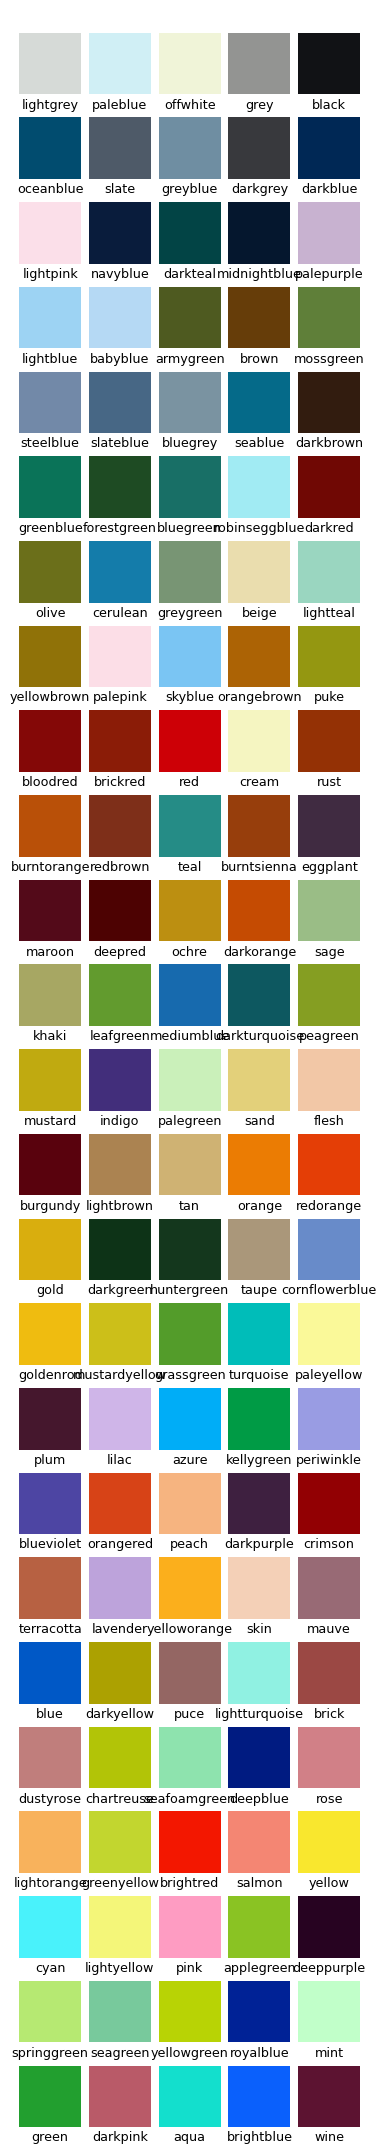 lightgrey paleblue offwhite grey black
oceanblue slate greyblue darkgrey darkblue
lightpink navyblue darkteal midnightblue palepurple
lightblue babyblue armygreen brown mossgreen
steelblue slateblue bluegrey seablue darkbrown
greenblue forestgreen bluegreen robinseggblue darkred
olive cerulean greygreen beige lightteal
yellowbrown palepink skyblue orangebrown puke
bloodred brickred red cream rust
burntorange redbrown teal burntsienna eggplant
maroon deepred ochre darkorange sage
khaki leafgreen mediumblue darkturquoise peagreen
mustard indigo palegreen sand flesh
burgundy lightbrown tan orange redorange
gold darkgreen huntergreen taupe cornflowerblue
goldenrod mustardyellow grassgreen turquoise paleyellow
plum lilac azure kellygreen periwinkle
blueviolet orangered peach darkpurple crimson
terracotta lavender yelloworange skin mauve
blue darkyellow puce lightturquoise brick
dustyrose chartreuse seafoamgreen deepblue rose
lightorange greenyellow brightred salmon yellow
cyan lightyellow pink applegreen deeppurple
springgreen seagreen yellowgreen royalblue mint
green darkpink aqua brightblue wine